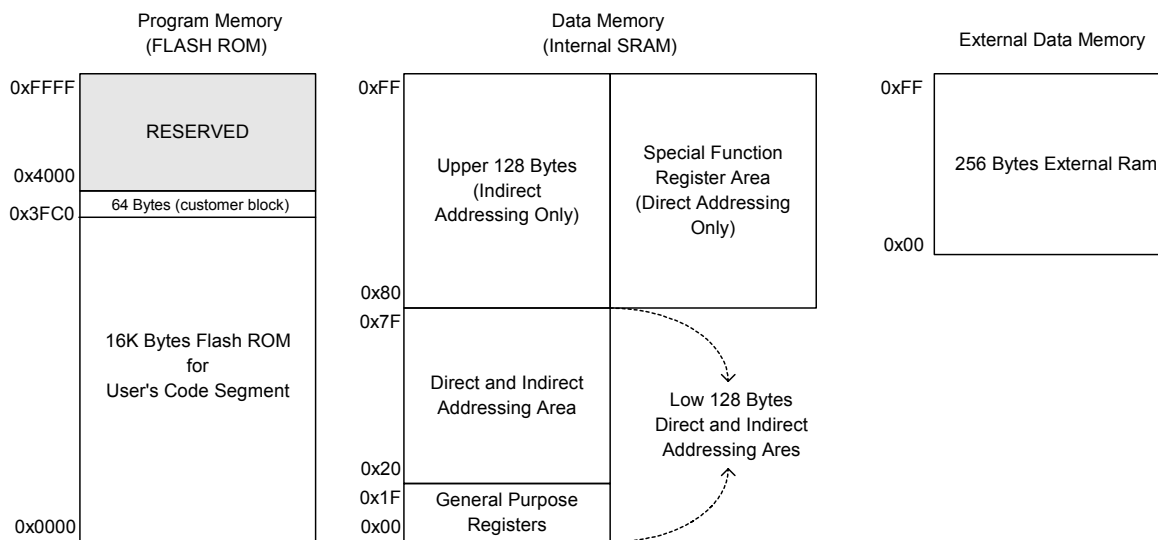 Program Memory
(FLASH ROM)
0xFFFF
RESERVED
0x4000
64 Bytes (customer block)
0x3FC0
16K Bytes Flash ROM
for
User's Code Segment
0x0000
Data Memory
(Internal SRAM)
0xFF
Upper 128 Bytes
(Indirect
Addressing Only)
Special Function
Register Area
(Direct Addressing
Only)
0x80
0x7F
Direct and Indirect
Addressing Area
Low 128 Bytes
Direct and Indirect
Addressing Ares
0x20
0x1F
General Purpose
Registers
0x00
External Data Memory
0xFF
256 Bytes External Ram
0x00